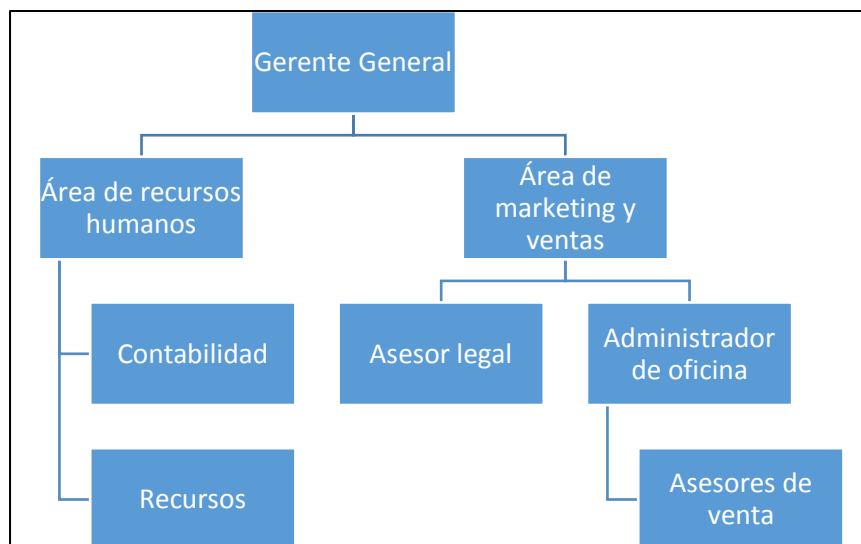 Gerente General
Área de recursos
humanos
Área de
marketing y
ventas
Contabilidad
Asesor legal
Administrador
de oficina
Recursos
Asesores de
venta